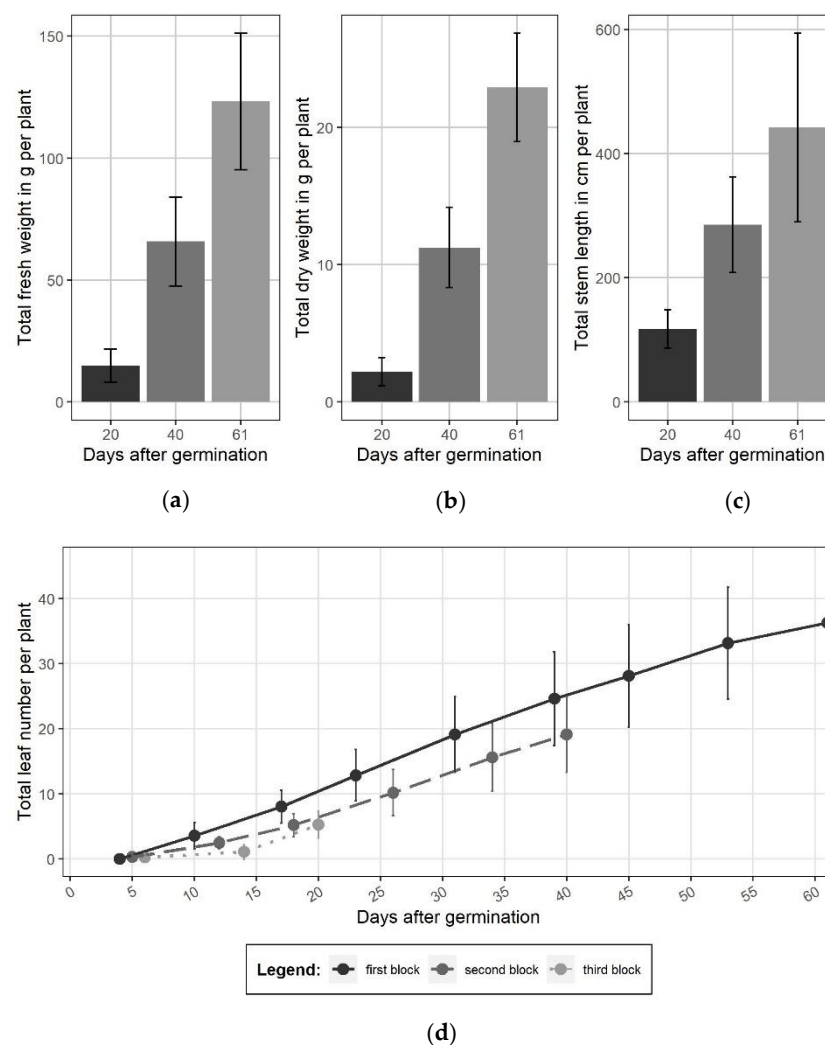 Total fresh weight in g per plant
150
100
50
0
20 40 61
Days after germination
(a)
Total dry weight in g per plant
20
10
0
20 40 61
Days after germination
(b)
Total stem length in cm per plant
600
400
200
0
20 40 61
Days after germination
(c)
Total leaf number per plant
40
30
20
10
0
0 5 10 15 20 25 30 35 40 45 50 55 60
Days after germination
Legend: first block second block third block
(d)